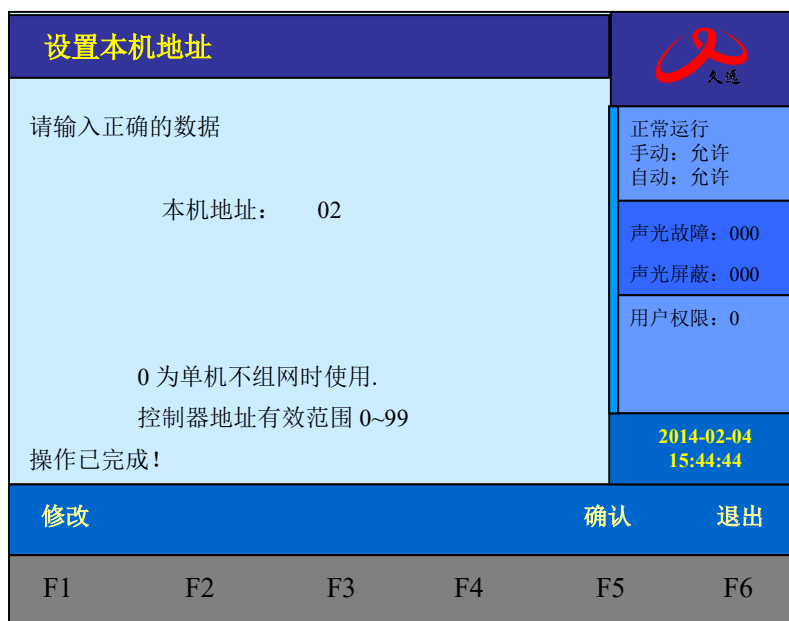 设置本机地址
久远
请输入正确的数据
本机地址： 02
0 为单机不组网时使用.
控制器地址有效范围 0~99
操作已完成！
正常运行
手动：允许
自动：允许
声光故障：000
声光屏蔽：000
用户权限：0
2014-02-04
15:44:44
修改 确认 退出
F1 F2 F3 F4 F5 F6